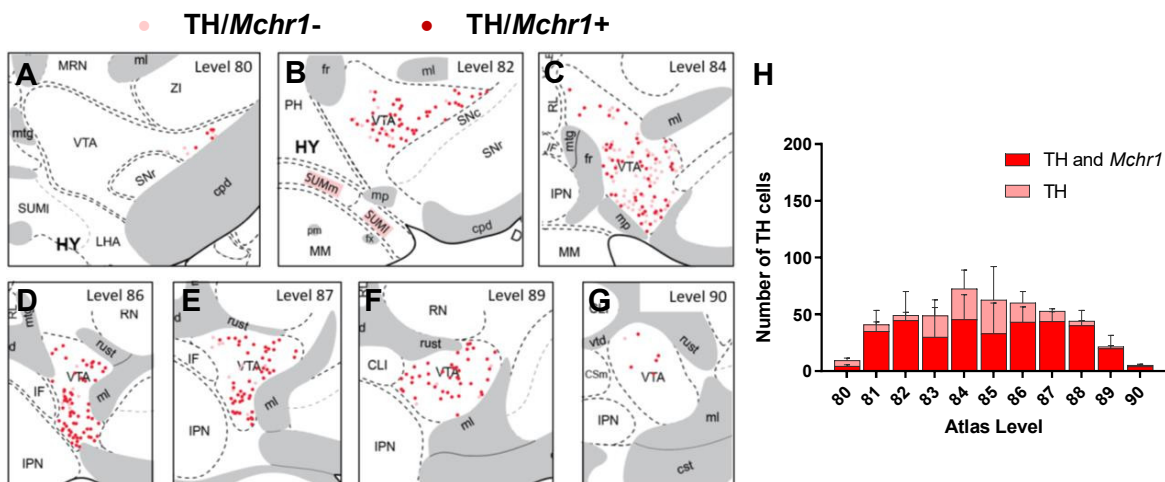 TH/Mchr1-
TH/Mchr1+
A
MRN
ml
Level 80
ZI
mtg
VTA
SNr
cpd
SUMl
HY
LHA
B
fr
ml
Level 82
PH
VTA
SNc
HY
SNr
SUMm
mp
SUMl
pm
fx
cpd
MM
D
C
Level 84
RL
ml
IF
mtg
fr
VTA
IPN
mp
MM
D
Level 86
mtg
RN
d
rust
VTA
IF
ml
IPN
E
Level 87
d
rust
IF
VTA
ml
IPN
F
Level 89
RN
d
rust
CLI
VTA
ml
IPN
G
Level 90
CLI
vtd
rust
CSm
VTA
IPN
ml
cst
H
Number of TH cells
200
150
100
50
0
TH and Mchr1
TH
80
81
82
83
84
85
86
87
88
89
90
Atlas Level